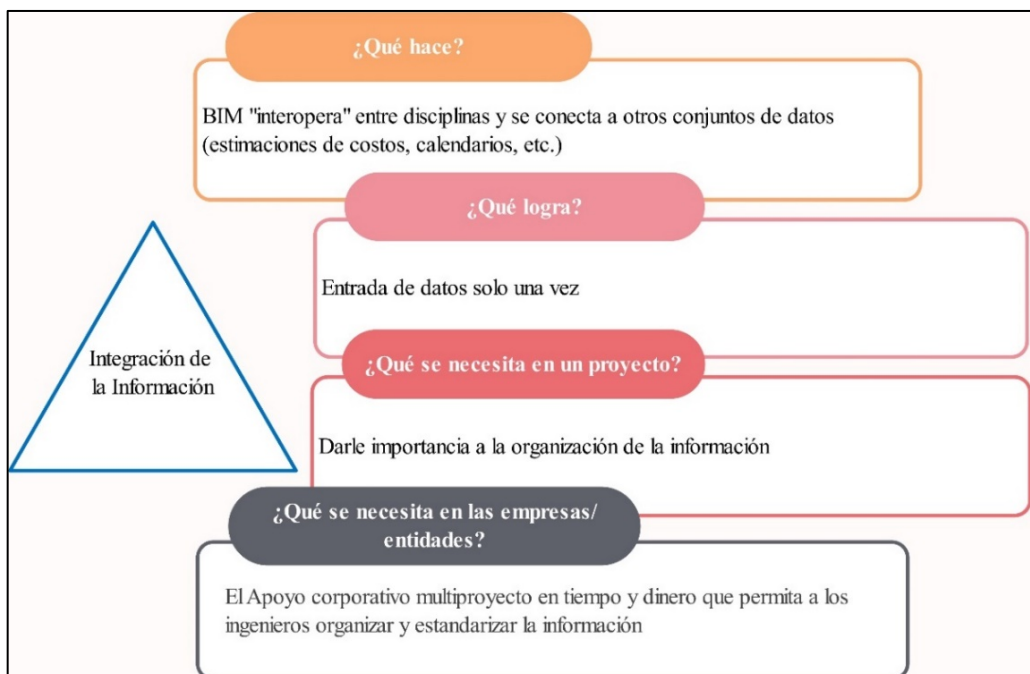 ¿Qué hace?
BIM "interopera" entre disciplinas y se conecta a otros conjuntos de datos
(estimaciones de costos, calendarios, etc.)
¿Qué logra?
Entrada de datos solo una vez
Integración de
la Información
¿Qué se necesita en un proyecto?
Darle importancia a la organización de la información
¿Qué se necesita en las empresas/
entidades?
El Apoyo corporativo multiproyecto en tiempo y dinero que permita a los
ingenieros organizar y estandarizar la información